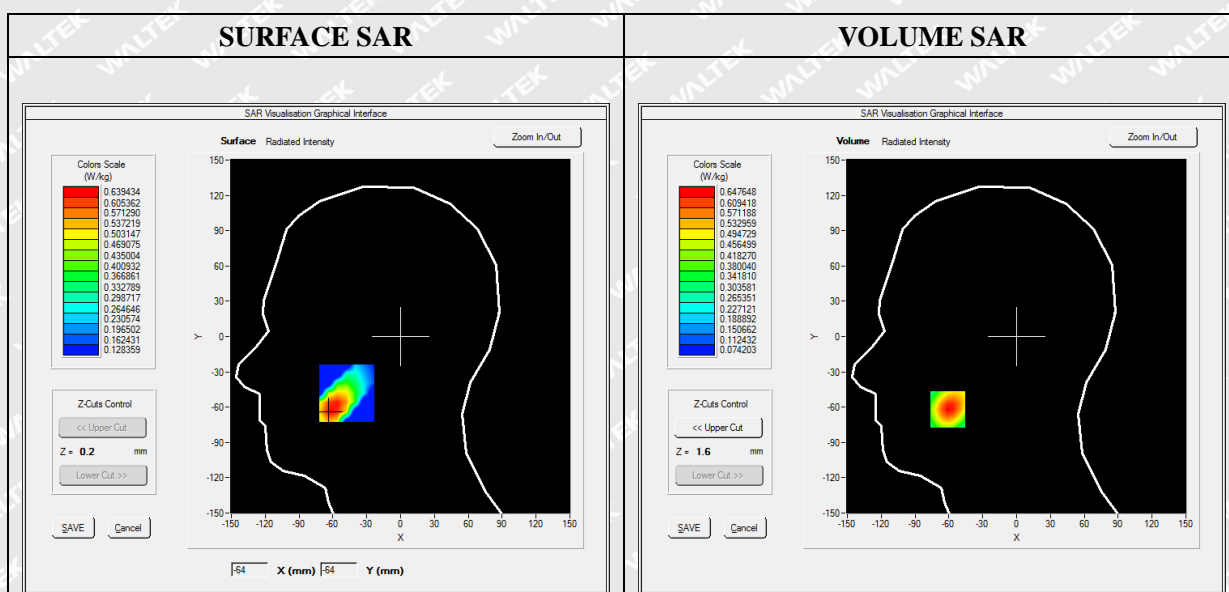 SURFACE SAR
VOLUME SAR
SAR Visualisation Graphical Interface
Surface Radiated Intensity
Zoom In/Out
Colors Scale
(W/kg)
0.639434
0.605362
0.571290
0.537219
0.503147
0.469075
0.435004
0.400932
0.366861
0.332789
0.298717
0.264646
0.230574
0.196502
0.162431
0.128359
Z-Cuts Control
<< Upper Cut
Z = 0.2 mm
Lower Cut >>
SAVE Cancel
150
120
90
60
30
0
-30
-60
-90
-120
-150
Y
-150 -120 -90 -60 -30 0 30 60 90 120 150
X
-64 X (mm) -64 Y (mm)
SAR Visualisation Graphical Interface
Volume Radiated Intensity
Zoom In/Out
Colors Scale
(W/kg)
0.647648
0.609418
0.571188
0.532959
0.494729
0.456499
0.418270
0.380040
0.341810
0.303581
0.265351
0.227121
0.188892
0.150662
0.112432
0.074203
Z-Cuts Control
<< Upper Cut
Z = 1.6 mm
Lower Cut >>
SAVE Cancel
150
120
90
60
30
0
-30
-60
-90
-120
-150
Y
-150 -120 -90 -60 -30 0 30 60 90 120 150
X
WALTEK